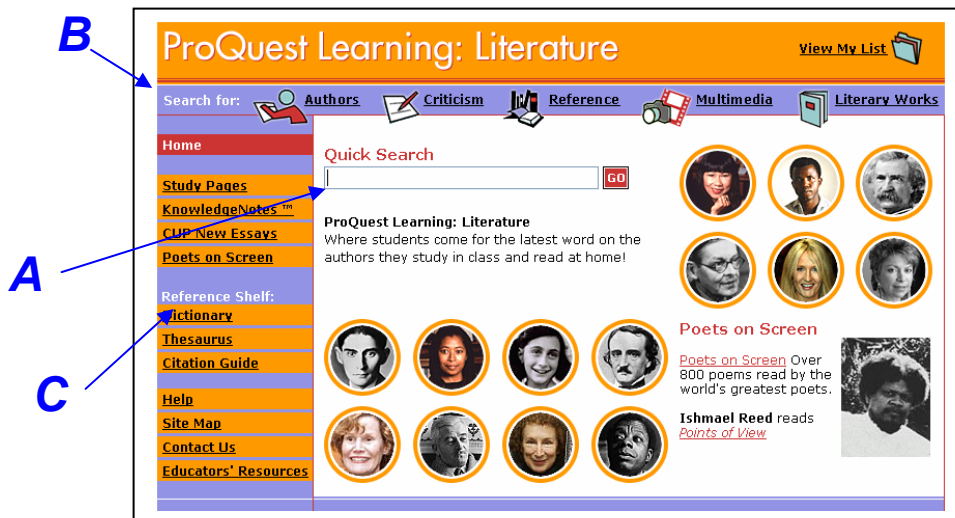 B
ProQuest Learning: Literature
View My List
Search for: Authors Criticism Reference Multimedia Literary Works
Home
Quick Search
GO
Study Pages
KnowledgeNotes ™
CUP New Essays
Poets on Screen
ProQuest Learning: Literature
Where students come for the latest word on the
authors they study in class and read at home!
A
Reference Shelf:
Dictionary
Thesaurus
Citation Guide
C
Help
Site Map
Contact Us
Educators' Resources
Poets on Screen
Poets on Screen Over
800 poems read by the
world's greatest poets.
Ishmael Reed reads
Points of View